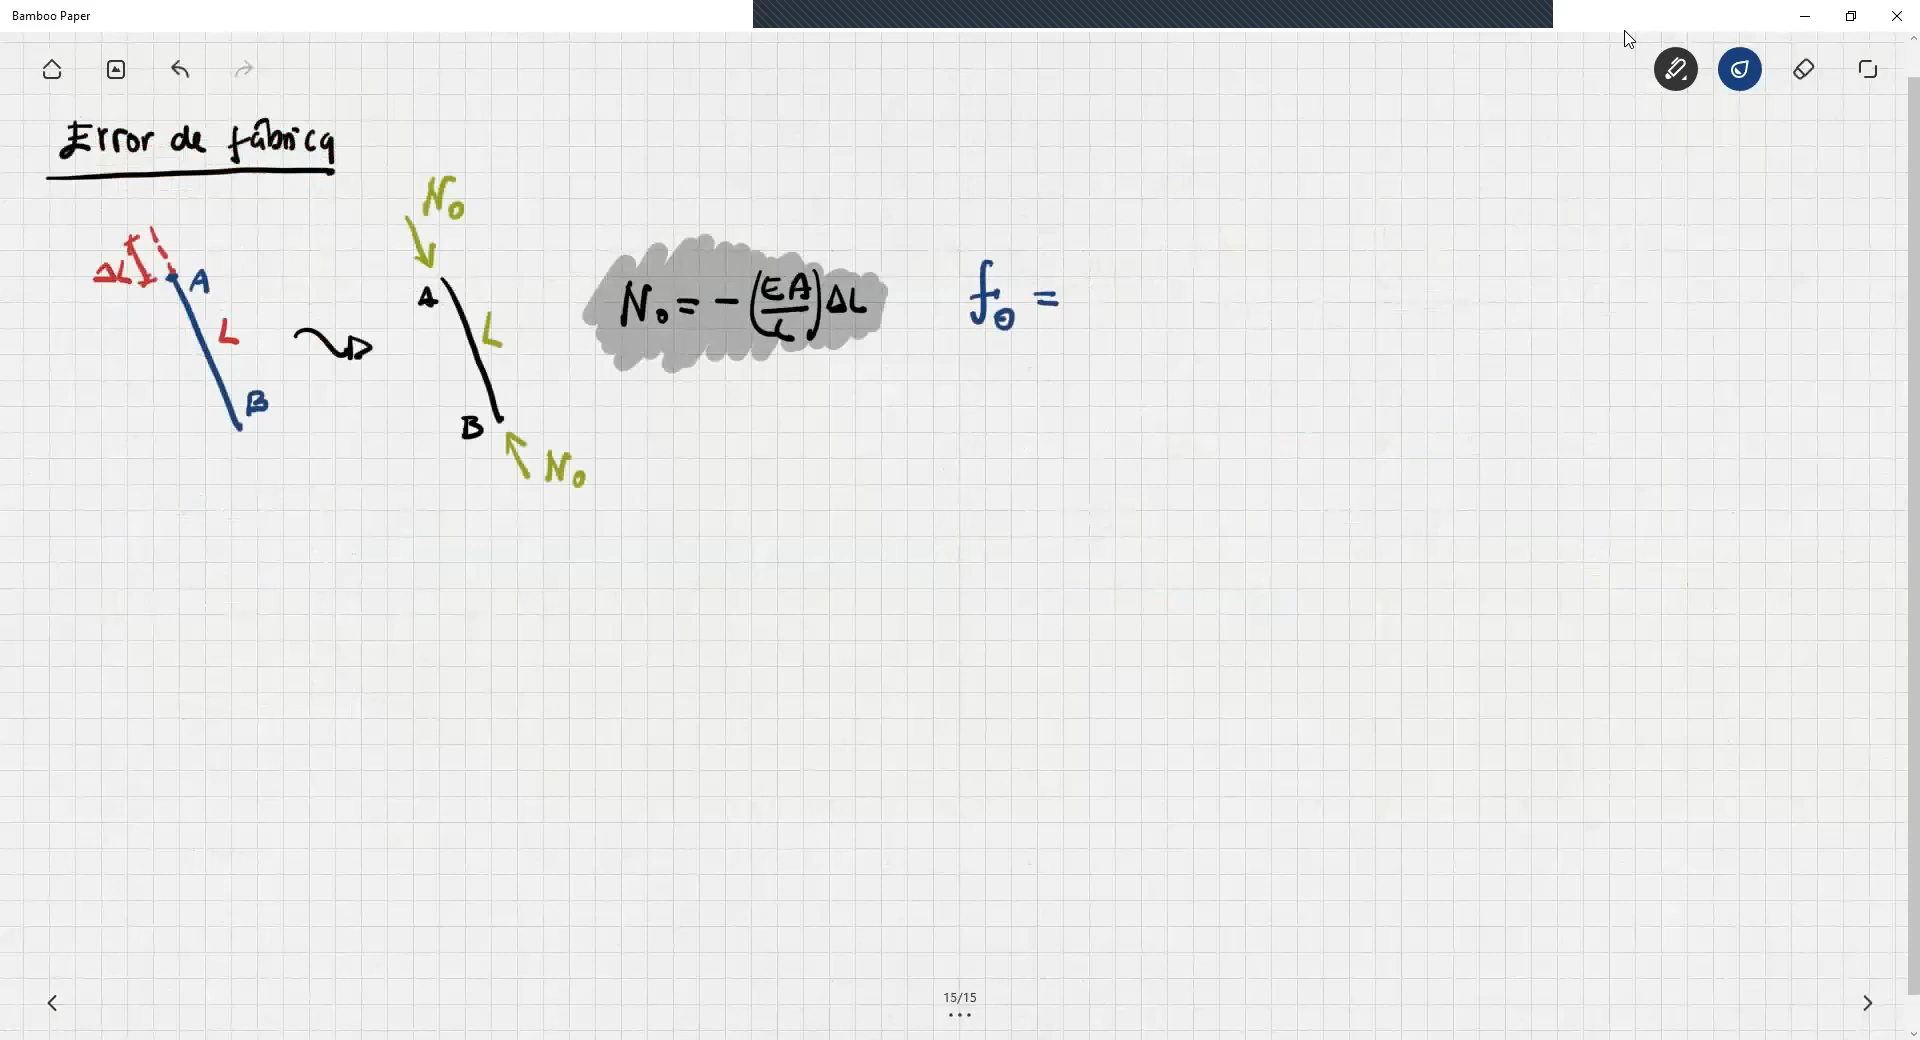 Bamboo Paper
Error de fábrica
N₀
ΔL
A
L
B
A
L
B
N₀
N₀ = - (EA/L) ΔL
f₀ =
15/15